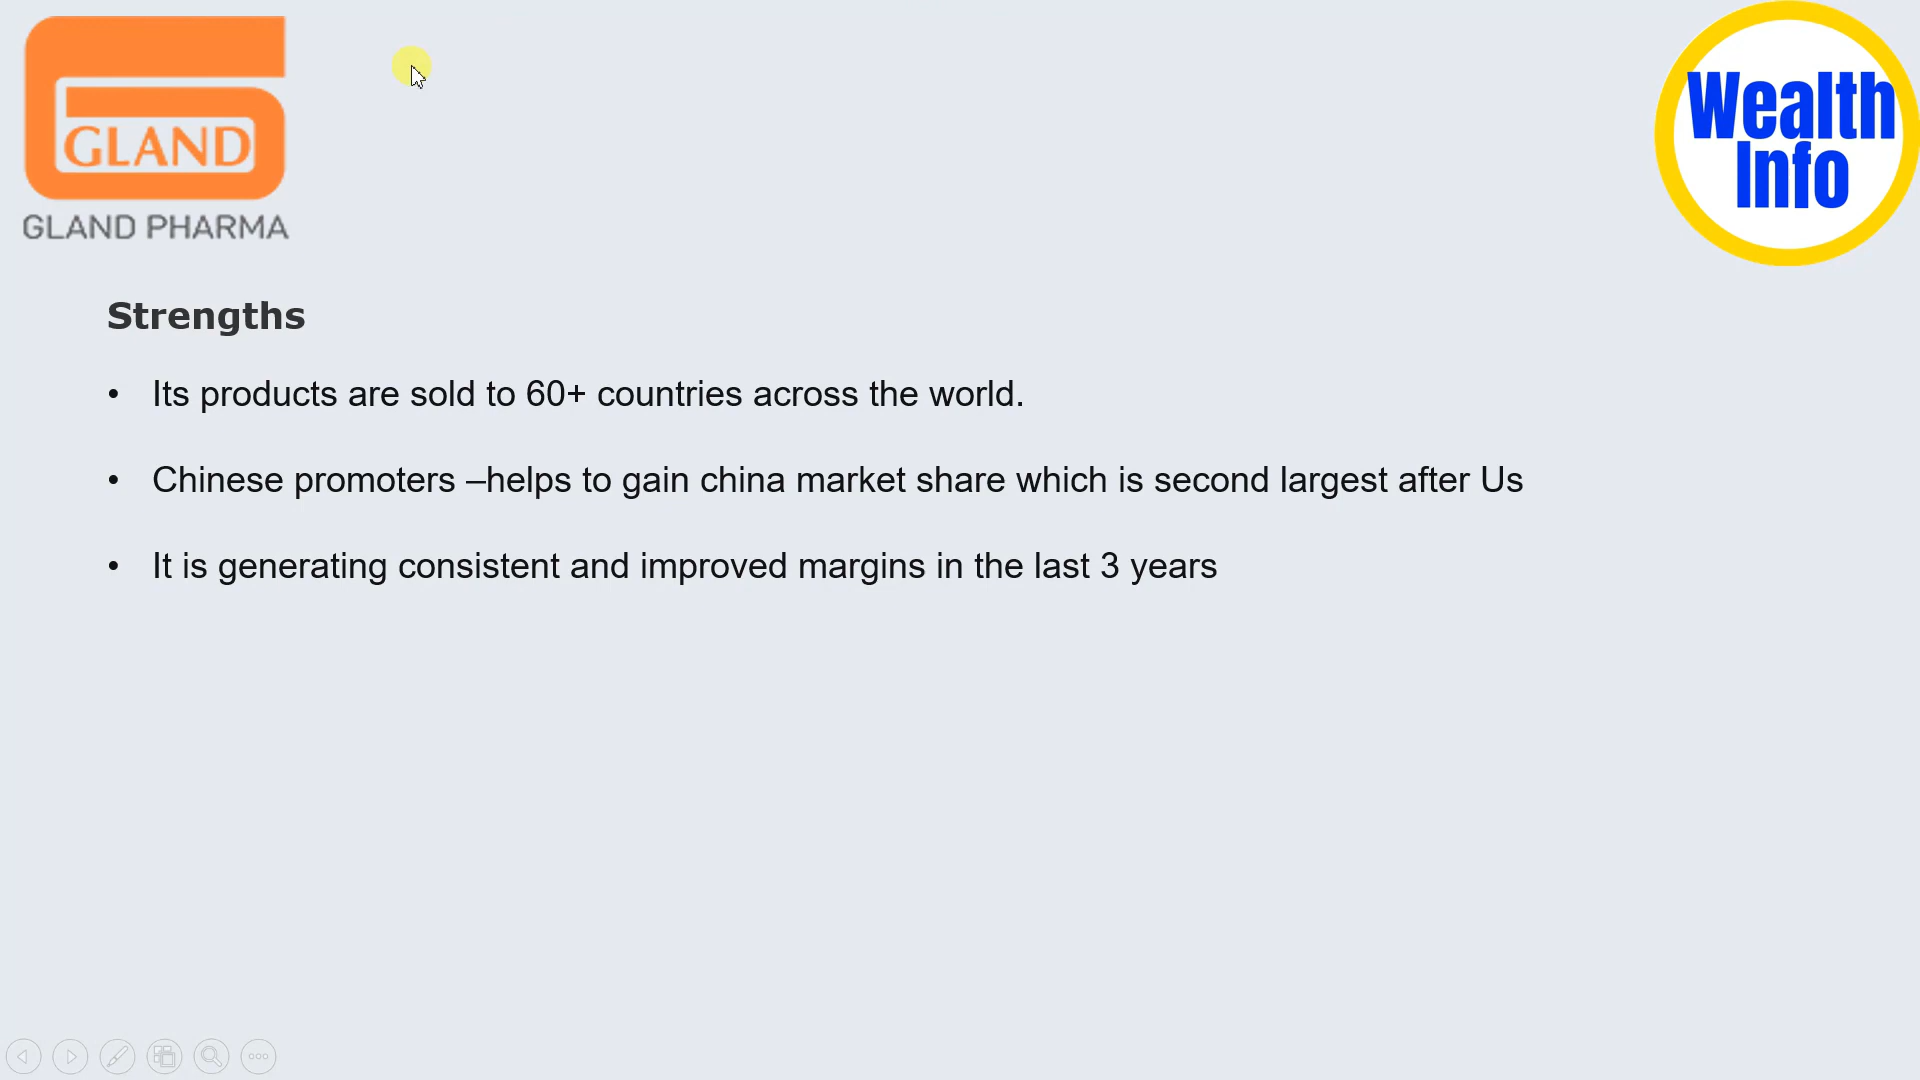 GLAND
GLAND PHARMA
Wealth
Info
Strengths
• Its products are sold to 60+ countries across the world.
• Chinese promoters –helps to gain china market share which is second largest after Us
• It is generating consistent and improved margins in the last 3 years